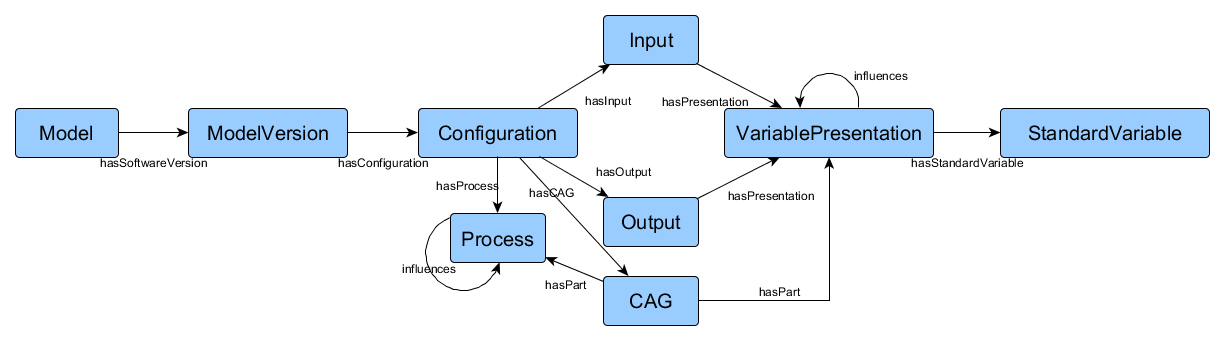 Input
influences
hasInput
hasPresentation
Model
ModelVersion
Configuration
VariablePresentation
StandardVariable
hasSoftwareVersion
hasConfiguration
hasStandardVariable
hasOutput
hasProcess
hasCAG
hasPresentation
Output
Process
influences
hasPart
CAG
hasPart